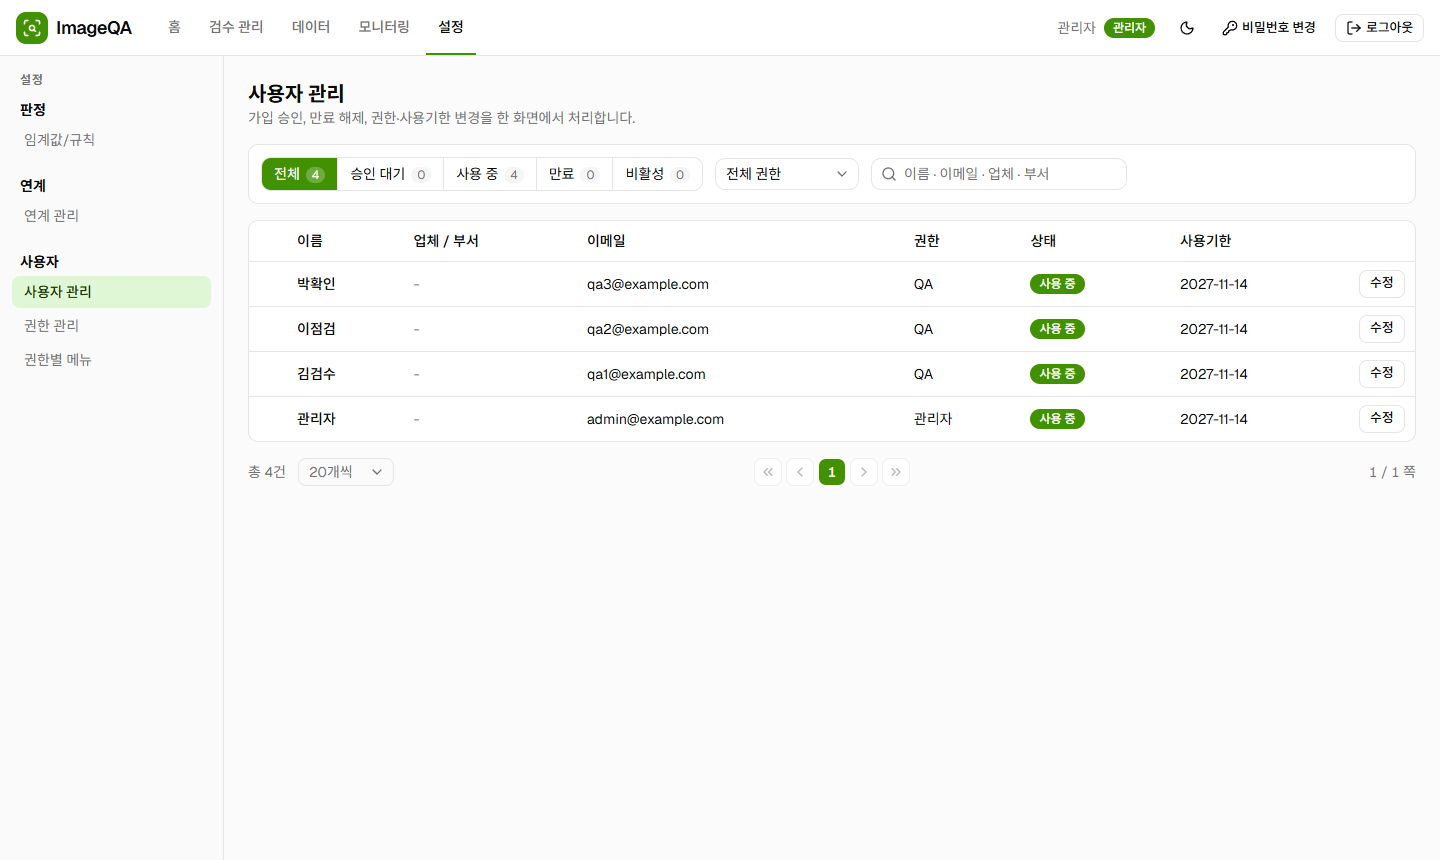 ImageQA 홈 검수 관리 데이터 모니터링 설정 관리자 관리자 비밀번호 변경 로그아웃
설정
판정
임계값/규칙
연계
연계 관리
사용자
사용자 관리
권한 관리
권한별 메뉴
사용자 관리
가입 승인, 만료 해제, 권한·사용기한 변경을 한 화면에서 처리합니다.
전체 4 승인 대기 0 사용 중 4 만료 0 비활성 0 전체 권한 이름 · 이메일 · 업체 · 부서
이름 업체 / 부서 이메일 권한 상태 사용기한
박확인 - qa3@example.com QA 사용 중 2027-11-14 수정
이점검 - qa2@example.com QA 사용 중 2027-11-14 수정
김검수 - qa1@example.com QA 사용 중 2027-11-14 수정
관리자 - admin@example.com 관리자 사용 중 2027-11-14 수정
총 4건 20개씩 1 1 / 1 쪽